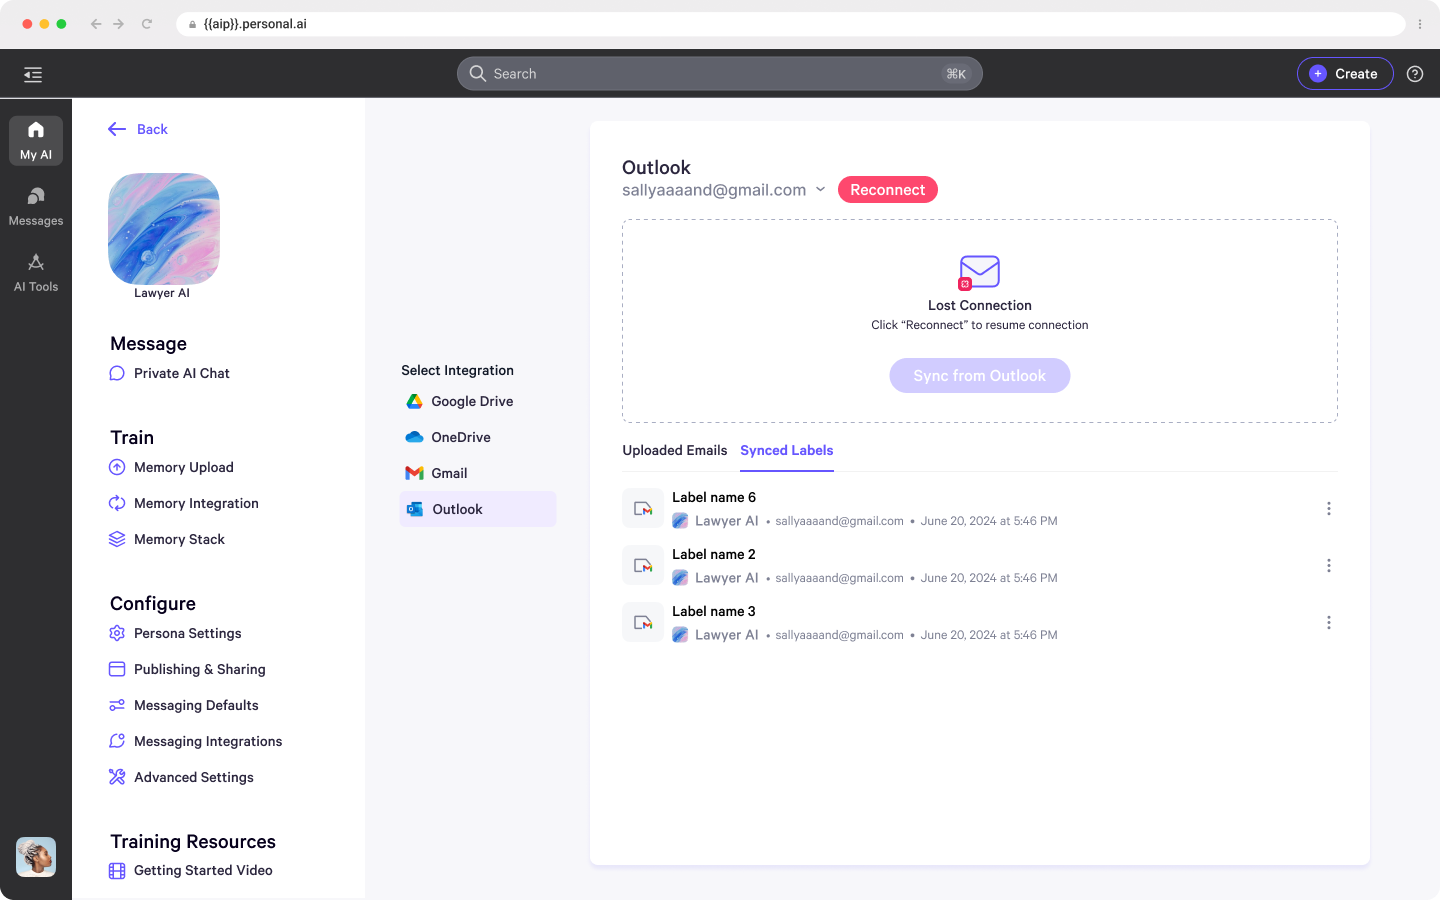 {{aip}}.personal.ai
Search
⌘K
Create
My AI
Messages
AI Tools
Back
Lawyer AI
Message
Private AI Chat
Train
Memory Upload
Memory Integration
Memory Stack
Configure
Persona Settings
Publishing & Sharing
Messaging Defaults
Messaging Integrations
Advanced Settings
Training Resources
Getting Started Video
Select Integration
Google Drive
OneDrive
Gmail
Outlook
Outlook
sallyaaaand@gmail.com
Reconnect
Lost Connection
Click “Reconnect” to resume connection
Sync from Outlook
Uploaded Emails Synced Labels
Label name 6
Lawyer AI • sallyaaaand@gmail.com • June 20, 2024 at 5:46 PM
Label name 2
Lawyer AI • sallyaaaand@gmail.com • June 20, 2024 at 5:46 PM
Label name 3
Lawyer AI • sallyaaaand@gmail.com • June 20, 2024 at 5:46 PM